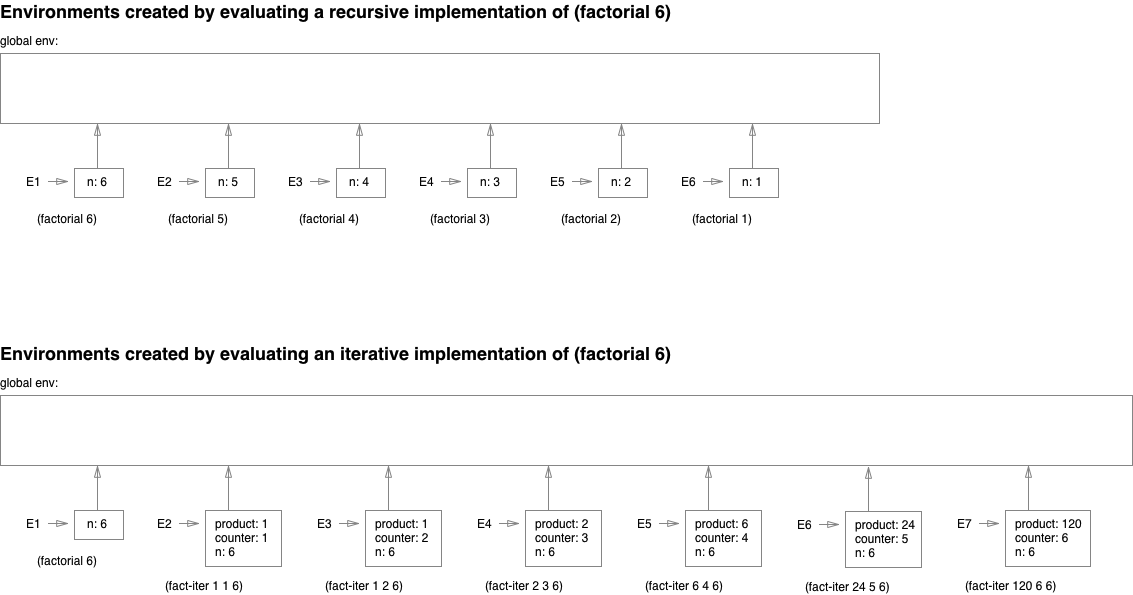 Environments created by evaluating a recursive implementation of (factorial 6)
global env:
E1 n: 6 E2 n: 5 E3 n: 4 E4 n: 3 E5 n: 2 E6 n: 1
(factorial 6) (factorial 5) (factorial 4) (factorial 3) (factorial 2) (factorial 1)
Environments created by evaluating an iterative implementation of (factorial 6)
global env:
E1 n: 6
(factorial 6)
E2 product: 1
counter: 1
n: 6
(fact-iter 1 1 6)
E3 product: 1
counter: 2
n: 6
(fact-iter 1 2 6)
E4 product: 2
counter: 3
n: 6
(fact-iter 2 3 6)
E5 product: 6
counter: 4
n: 6
(fact-iter 6 4 6)
E6 product: 24
counter: 5
n: 6
(fact-iter 24 5 6)
E7 product: 120
counter: 6
n: 6
(fact-iter 120 6 6)